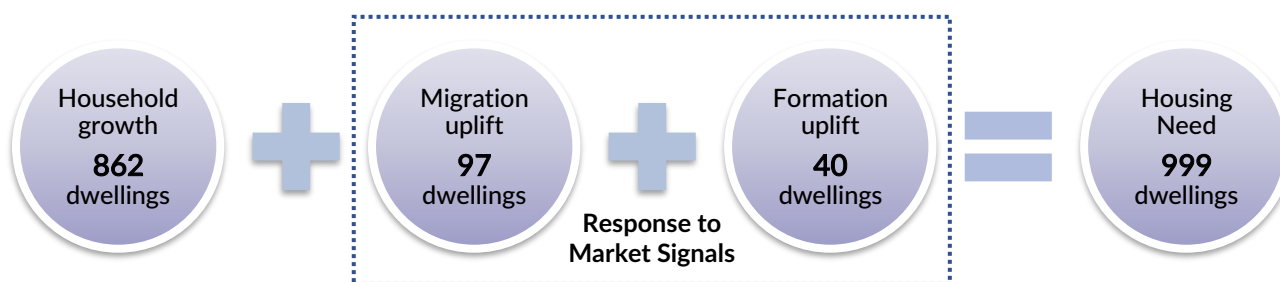 Household
growth
862
dwellings
Migration
uplift
97
dwellings
Response to
Market Signals
Formation
uplift
40
dwellings
Housing
Need
999
dwellings